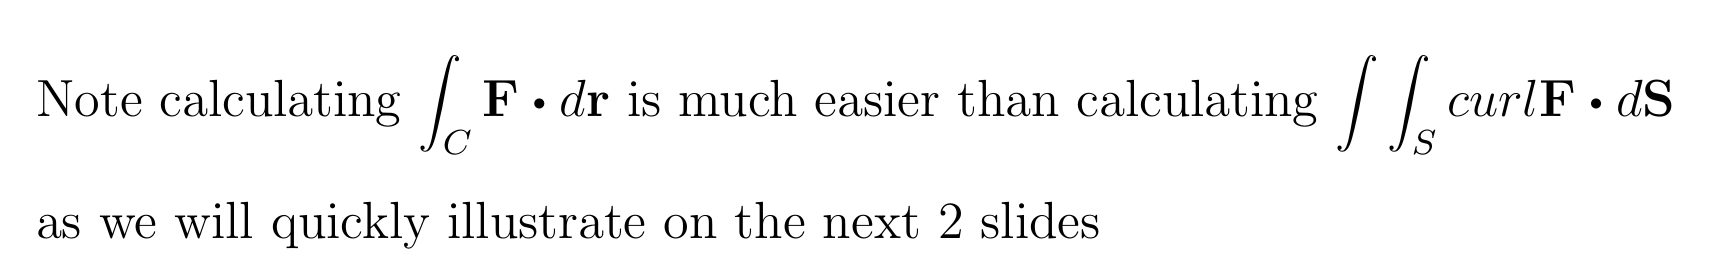 Note calculating ∫_C F • dr is much easier than calculating ∫∫_S curlF • dS
as we will quickly illustrate on the next 2 slides